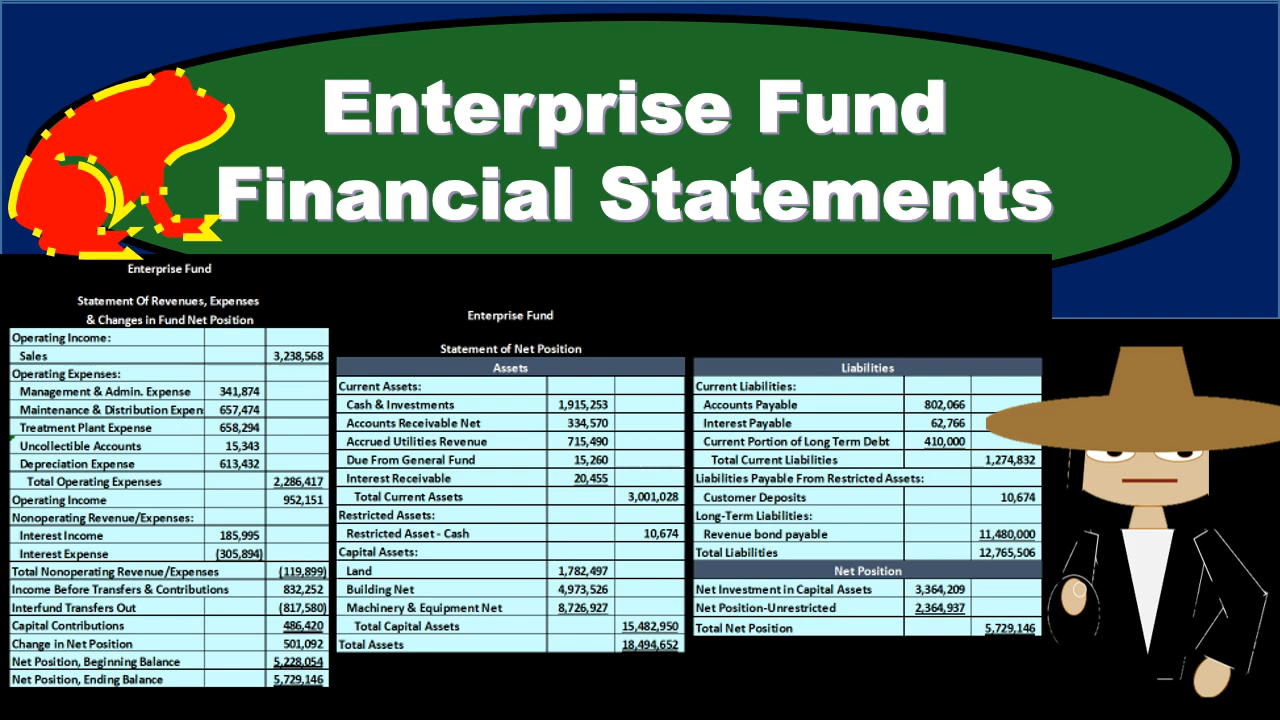 Enterprise Fund
Financial Statements
Enterprise Fund
Statement Of Revenues, Expenses
& Changes in Fund Net Position
Operating Income:
Sales 3,238,568
Operating Expenses:
Management & Admin. Expense 341,874
Maintenance & Distribution Expen 657,474
Treatment Plant Expense 658,294
Uncollectible Accounts 15,343
Depreciation Expense 613,432
Total Operating Expenses 2,286,417
Operating Income 952,151
Nonoperating Revenue/Expenses:
Interest Income 185,995
Interest Expense (305,894)
Total Nonoperating Revenue/Expenses (119,899)
Income Before Transfers & Contributions 832,252
Interfund Transfers Out (817,580)
Capital Contributions 486,420
Change in Net Position 501,092
Net Position, Beginning Balance 5,228,054
Net Position, Ending Balance 5,729,146
Enterprise Fund
Statement of Net Position
Assets
Current Assets:
Cash & Investments 1,915,253
Accounts Receivable Net 334,570
Accrued Utilities Revenue 715,490
Due From General Fund 15,260
Interest Receivable 20,455
Total Current Assets 3,001,028
Restricted Assets:
Restricted Asset - Cash 10,674
Capital Assets:
Land 1,782,497
Building Net 4,973,526
Machinery & Equipment Net 8,726,927
Total Capital Assets 15,482,950
Total Assets 18,494,652
Liabilities
Current Liabilities:
Accounts Payable 802,066
Interest Payable 62,766
Current Portion of Long Term Debt 410,000
Total Current Liabilities 1,274,832
Liabilities Payable From Restricted Assets:
Customer Deposits 10,674
Long-Term Liabilities:
Revenue bond payable 11,480,000
Total Liabilities 12,765,506
Net Position
Net Investment in Capital Assets 3,364,209
Net Position-Unrestricted 2,364,937
Total Net Position 5,729,146